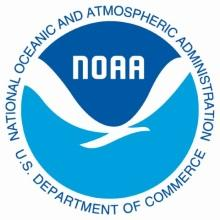 NATIONAL OCEANIC AND ATMOSPHERIC ADMINISTRATION
NOAA
U.S. DEPARTMENT OF COMMERCE